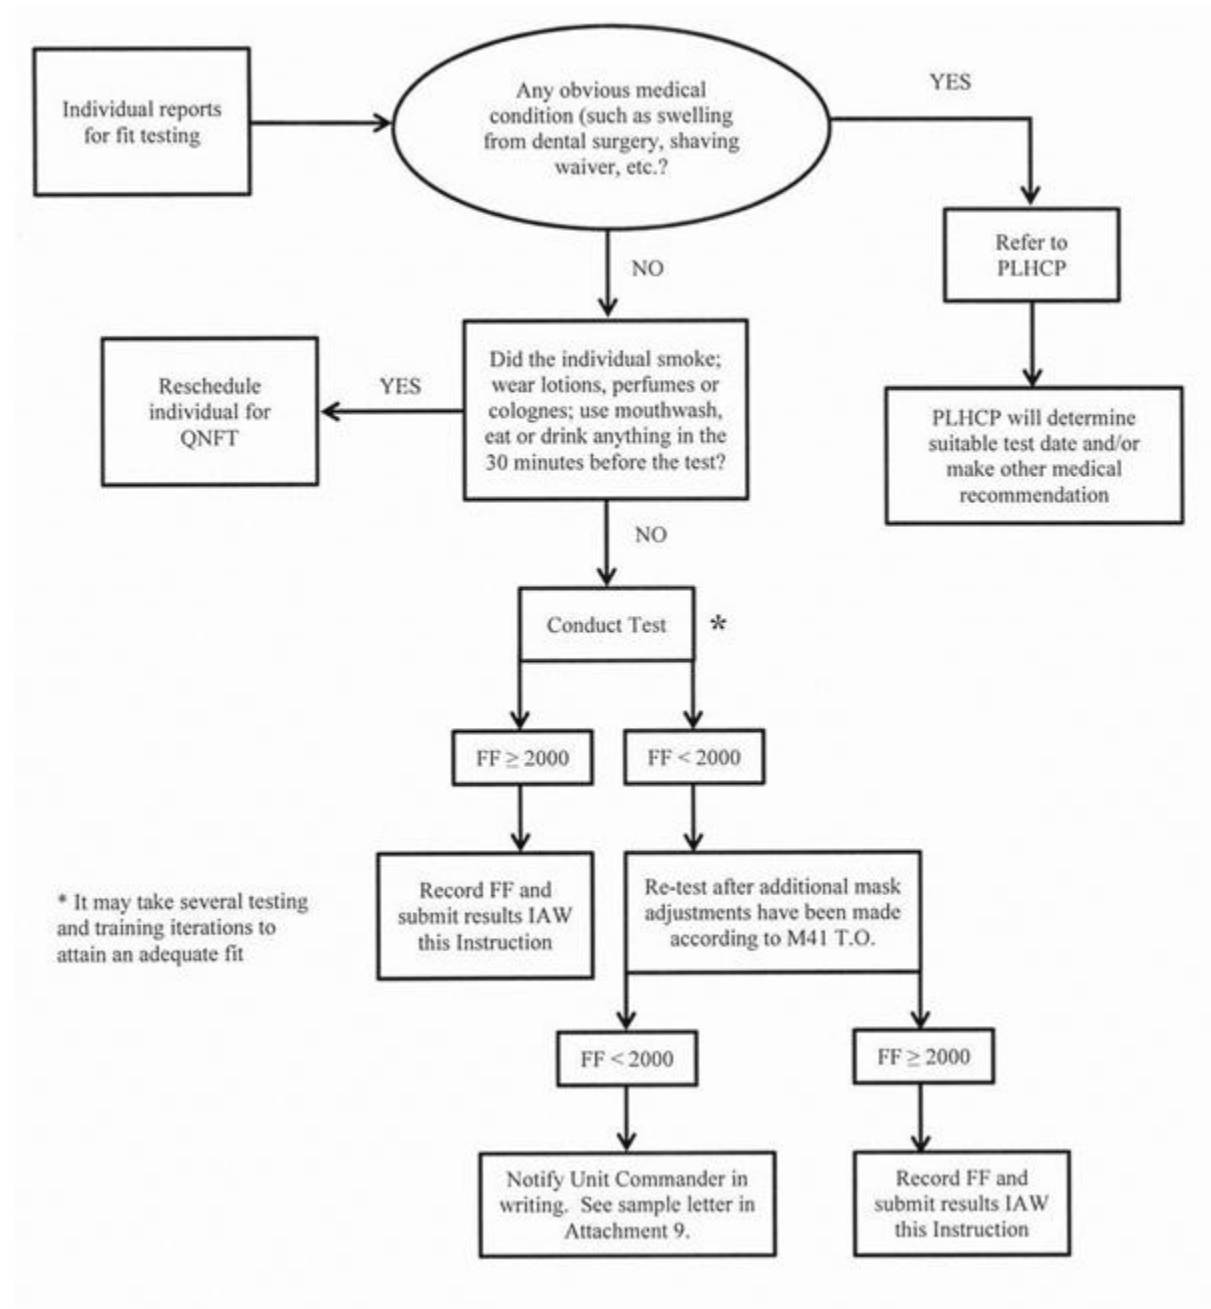 Individual reports
for fit testing
Any obvious medical
condition (such as swelling
from dental surgery, shaving
waiver, etc.?
YES
Refer to
PLHCP
PLHCP will determine
suitable test date and/or
make other medical
recommendation
NO
Did the individual smoke;
wear lotions, perfumes or
colognes; use mouthwash,
eat or drink anything in the
30 minutes before the test?
YES
Reschedule
individual for
QNFT
NO
Conduct Test
*
FF ≥ 2000
FF < 2000
Record FF and
submit results IAW
this Instruction
Re-test after additional mask
adjustments have been made
according to M41 T.O.
* It may take several testing
and training iterations to
attain an adequate fit
FF < 2000
FF ≥ 2000
Notify Unit Commander in
writing. See sample letter in
Attachment 9.
Record FF and
submit results IAW
this Instruction